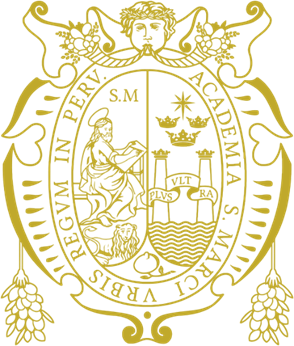 ACADEMIA S. MARCI VRBIS REGVM IN PERV.
S.M
PLVS VLT RA